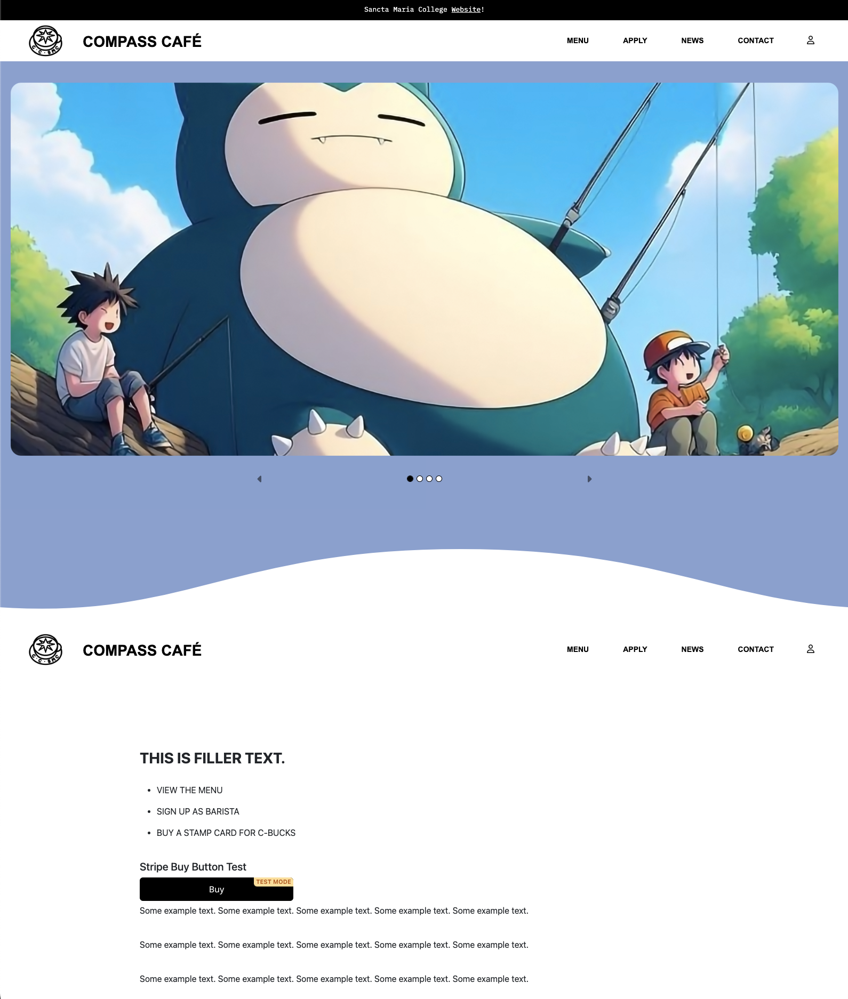 Sancta Maria College Website!
C.C.SMC
COMPASS CAFÉ
MENU
APPLY
NEWS
CONTACT
C.C.SMC
COMPASS CAFÉ
MENU
APPLY
NEWS
CONTACT
THIS IS FILLER TEXT.
• VIEW THE MENU
• SIGN UP AS BARISTA
• BUY A STAMP CARD FOR C-BUCKS
Stripe Buy Button Test
TEST MODE
Buy
Some example text. Some example text. Some example text. Some example text. Some example text.
Some example text. Some example text. Some example text. Some example text. Some example text.
Some example text. Some example text. Some example text. Some example text. Some example text.